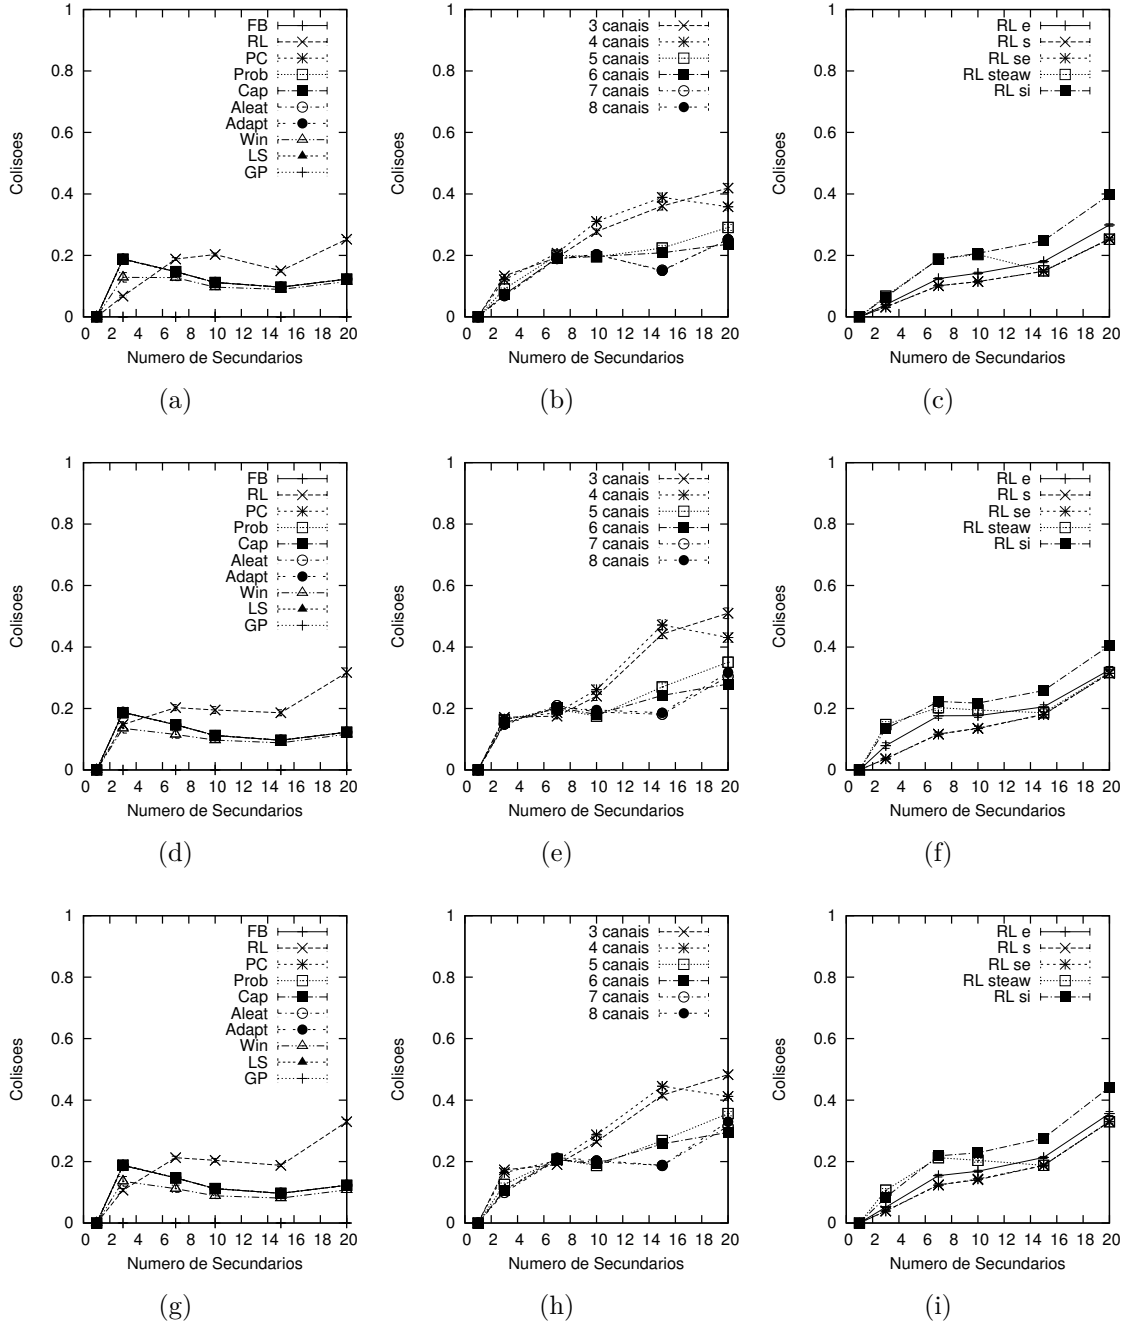 Colisoes
1
0.8
0.6
0.4
0.2
0
0 2 4 6 8 10 12 14 16 18 20
Numero de Secundarios
FB
RL
PC
Prob
Cap
Aleat
Adapt
Win
LS
GP
(a)
Colisoes
1
0.8
0.6
0.4
0.2
0
0 2 4 6 8 10 12 14 16 18 20
Numero de Secundarios
3 canais
4 canais
5 canais
6 canais
7 canais
8 canais
(b)
Colisoes
1
0.8
0.6
0.4
0.2
0
0 2 4 6 8 10 12 14 16 18 20
Numero de Secundarios
RL e
RL s
RL se
RL steaw
RL si
(c)
Colisoes
1
0.8
0.6
0.4
0.2
0
0 2 4 6 8 10 12 14 16 18 20
Numero de Secundarios
FB
RL
PC
Prob
Cap
Aleat
Adapt
Win
LS
GP
(d)
Colisoes
1
0.8
0.6
0.4
0.2
0
0 2 4 6 8 10 12 14 16 18 20
Numero de Secundarios
3 canais
4 canais
5 canais
6 canais
7 canais
8 canais
(e)
Colisoes
1
0.8
0.6
0.4
0.2
0
0 2 4 6 8 10 12 14 16 18 20
Numero de Secundarios
RL e
RL s
RL se
RL steaw
RL si
(f)
Colisoes
1
0.8
0.6
0.4
0.2
0
0 2 4 6 8 10 12 14 16 18 20
Numero de Secundarios
FB
RL
PC
Prob
Cap
Aleat
Adapt
Win
LS
GP
(g)
Colisoes
1
0.8
0.6
0.4
0.2
0
0 2 4 6 8 10 12 14 16 18 20
Numero de Secundarios
3 canais
4 canais
5 canais
6 canais
7 canais
8 canais
(h)
Colisoes
1
0.8
0.6
0.4
0.2
0
0 2 4 6 8 10 12 14 16 18 20
Numero de Secundarios
RL e
RL s
RL se
RL steaw
RL si
(i)